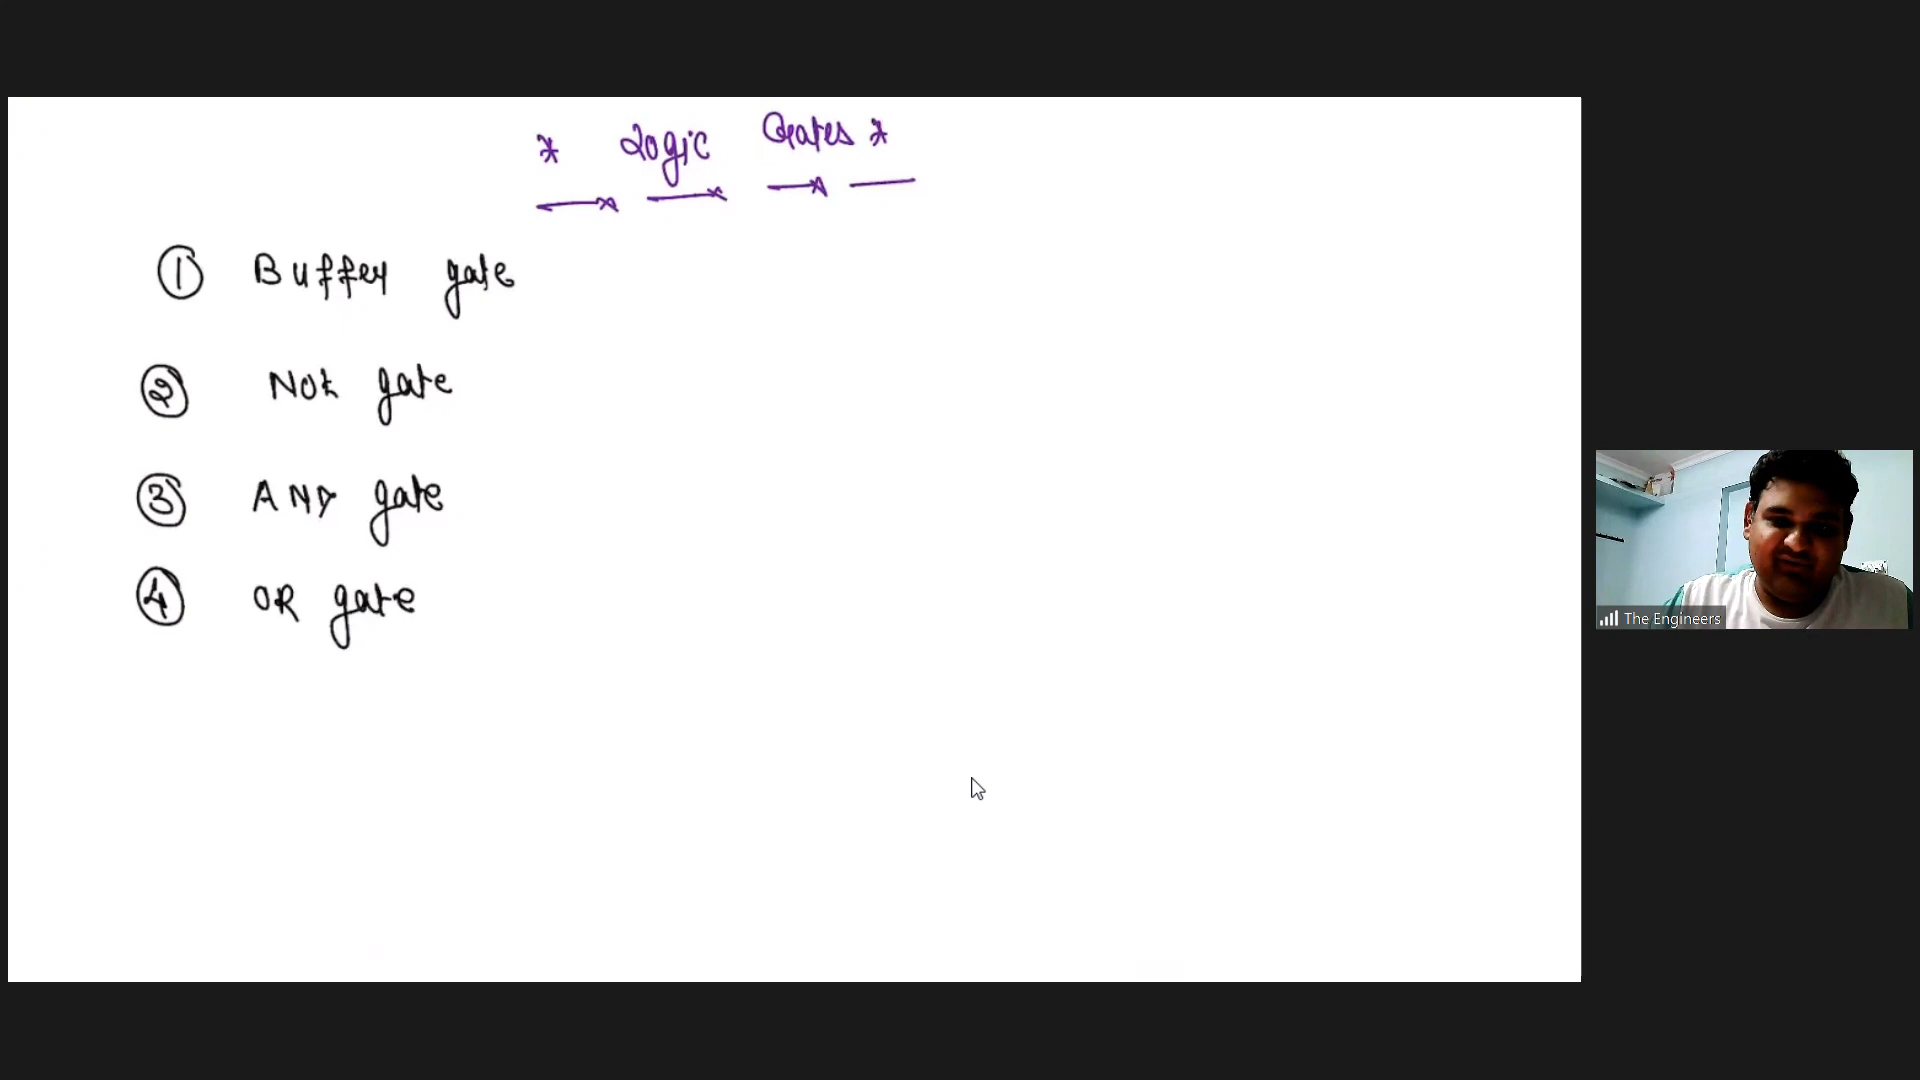 * Logic Gates *
① Buffer gate
② NOT gate
③ AND gate
④ OR gate
The Engineers